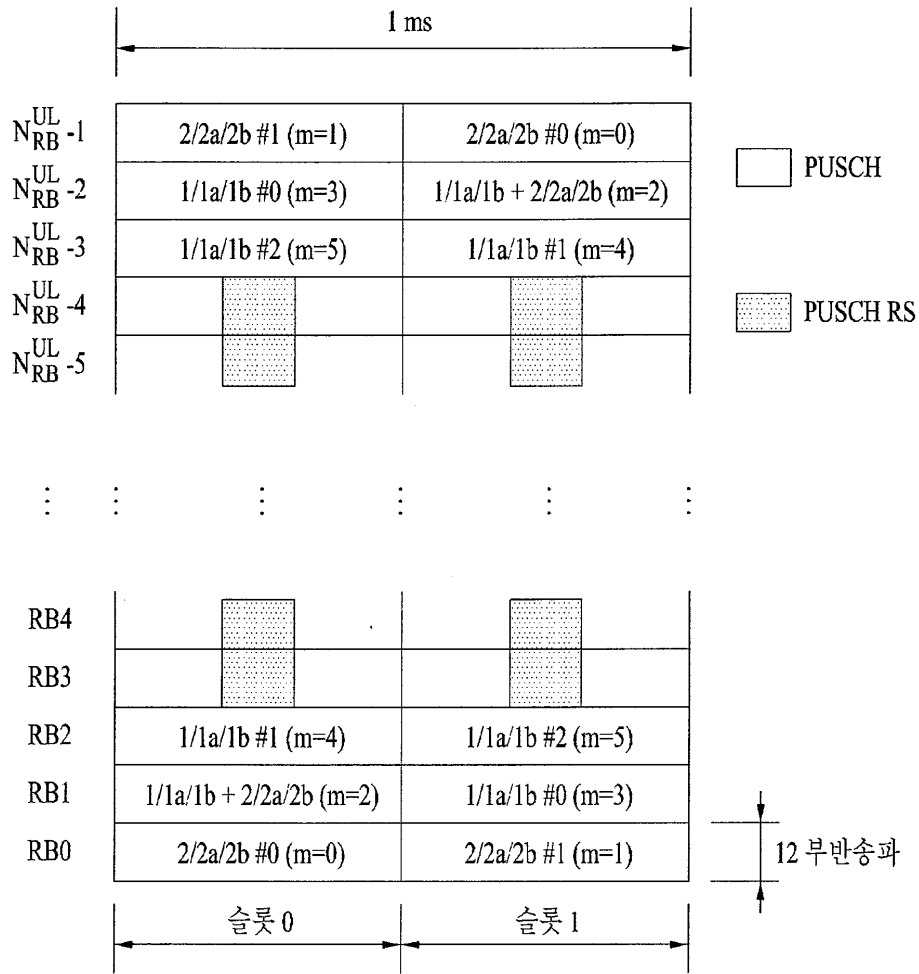 1 ms
N_RB^UL -1 2/2a/2b #1 (m=1) 2/2a/2b #0 (m=0)
PUSCH
N_RB^UL -2 1/1a/1b #0 (m=3) 1/1a/1b + 2/2a/2b (m=2)
N_RB^UL -3 1/1a/1b #2 (m=5) 1/1a/1b #1 (m=4)
N_RB^UL -4
PUSCH RS
N_RB^UL -5
RB4
RB3
RB2 1/1a/1b #1 (m=4) 1/1a/1b #2 (m=5)
RB1 1/1a/1b + 2/2a/2b (m=2) 1/1a/1b #0 (m=3)
RB0 2/2a/2b #0 (m=0) 2/2a/2b #1 (m=1)
12 부반송파
슬롯 0 슬롯 1